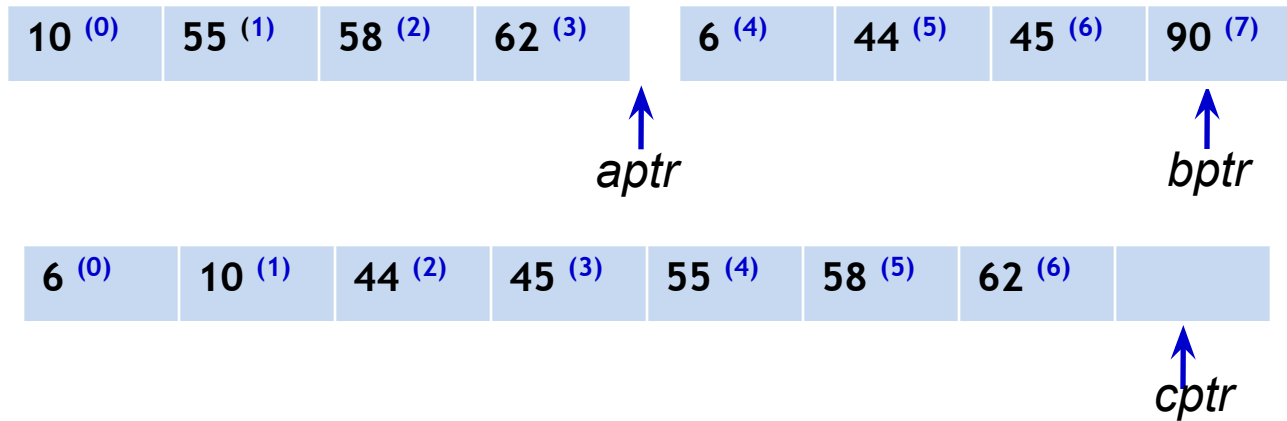 10 (0) 55 (1) 58 (2) 62 (3) 6 (4) 44 (5) 45 (6) 90 (7)
aptr bptr
6 (0) 10 (1) 44 (2) 45 (3) 55 (4) 58 (5) 62 (6)
cptr